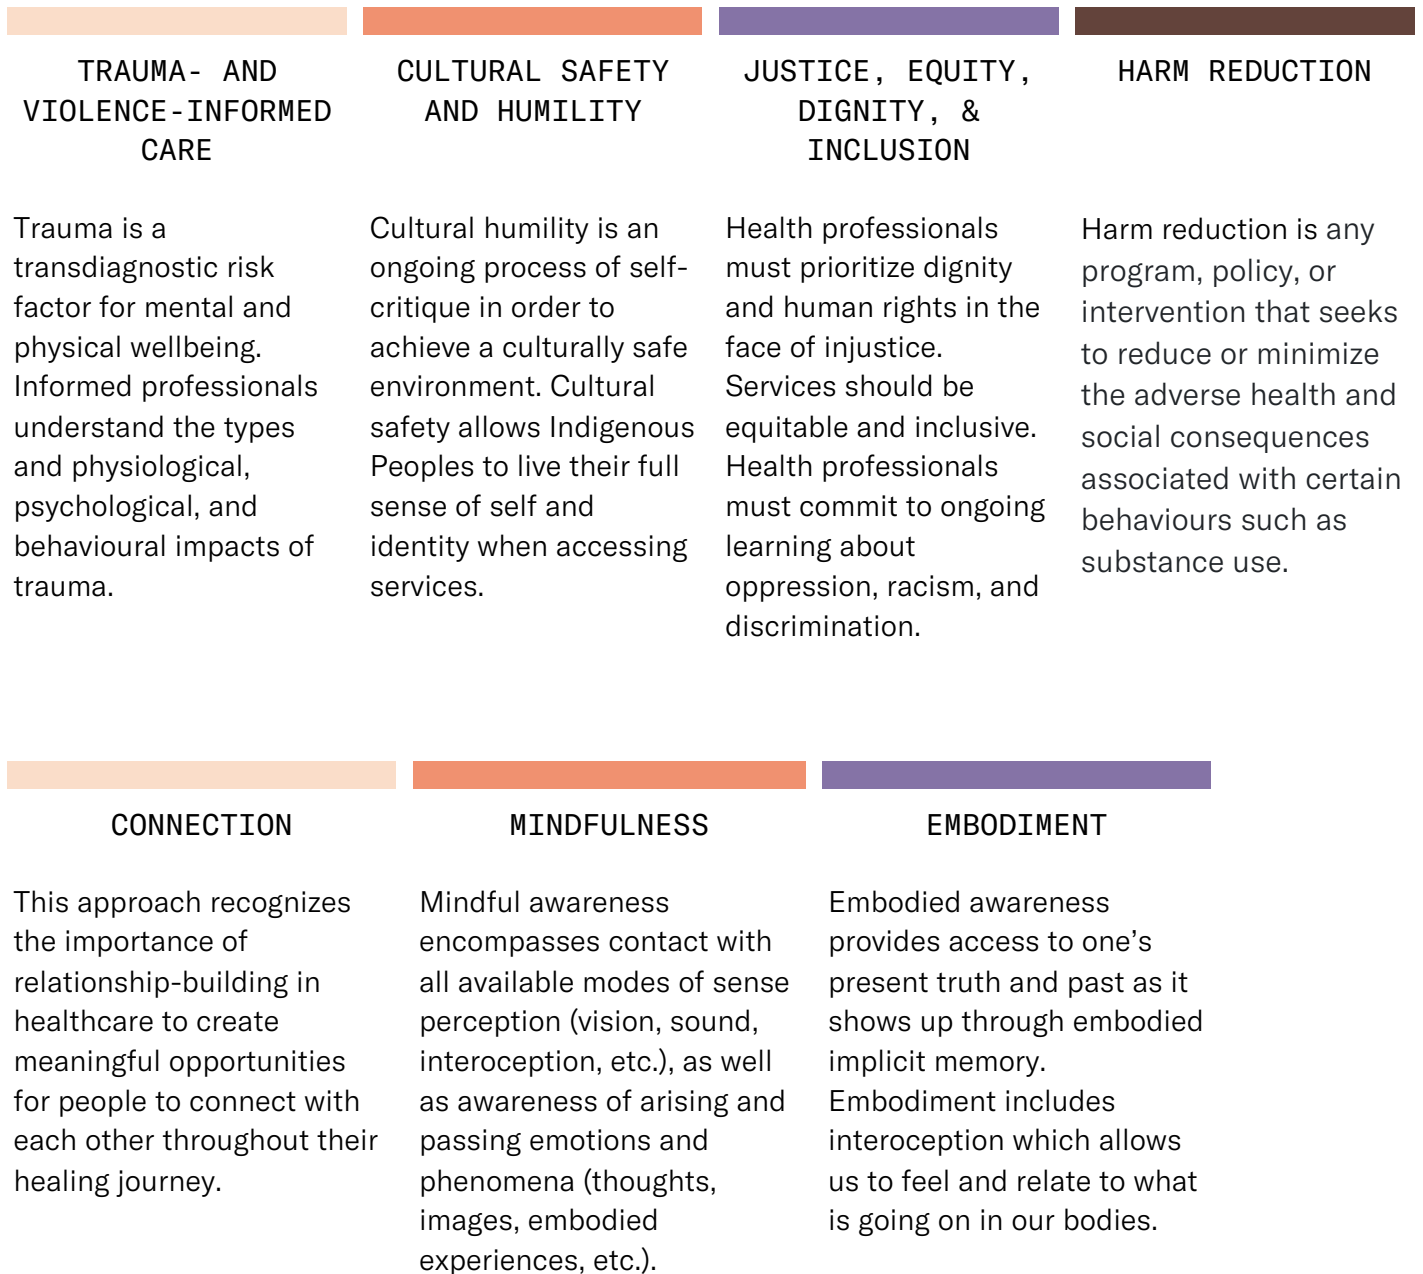 TRAUMA- AND
VIOLENCE-INFORMED
CARE
Trauma is a
transdiagnostic risk
factor for mental and
physical wellbeing.
Informed professionals
understand the types
and physiological,
psychological, and
behavioural impacts of
trauma.
CULTURAL SAFETY
AND HUMILITY
Cultural humility is an
ongoing process of self-
critique in order to
achieve a culturally safe
environment. Cultural
safety allows Indigenous
Peoples to live their full
sense of self and
identity when accessing
services.
JUSTICE, EQUITY,
DIGNITY, &
INCLUSION
Health professionals
must prioritize dignity
and human rights in the
face of injustice.
Services should be
equitable and inclusive.
Health professionals
must commit to ongoing
learning about
oppression, racism, and
discrimination.
HARM REDUCTION
Harm reduction is any
program, policy, or
intervention that seeks
to reduce or minimize
the adverse health and
social consequences
associated with certain
behaviours such as
substance use.
CONNECTION
This approach recognizes
the importance of
relationship-building in
healthcare to create
meaningful opportunities
for people to connect with
each other throughout their
healing journey.
MINDFULNESS
Mindful awareness
encompasses contact with
all available modes of sense
perception (vision, sound,
interoception, etc.), as well
as awareness of arising and
passing emotions and
phenomena (thoughts,
images, embodied
experiences, etc.).
EMBODIMENT
Embodied awareness
provides access to one’s
present truth and past as it
shows up through embodied
implicit memory.
Embodiment includes
interoception which allows
us to feel and relate to what
is going on in our bodies.